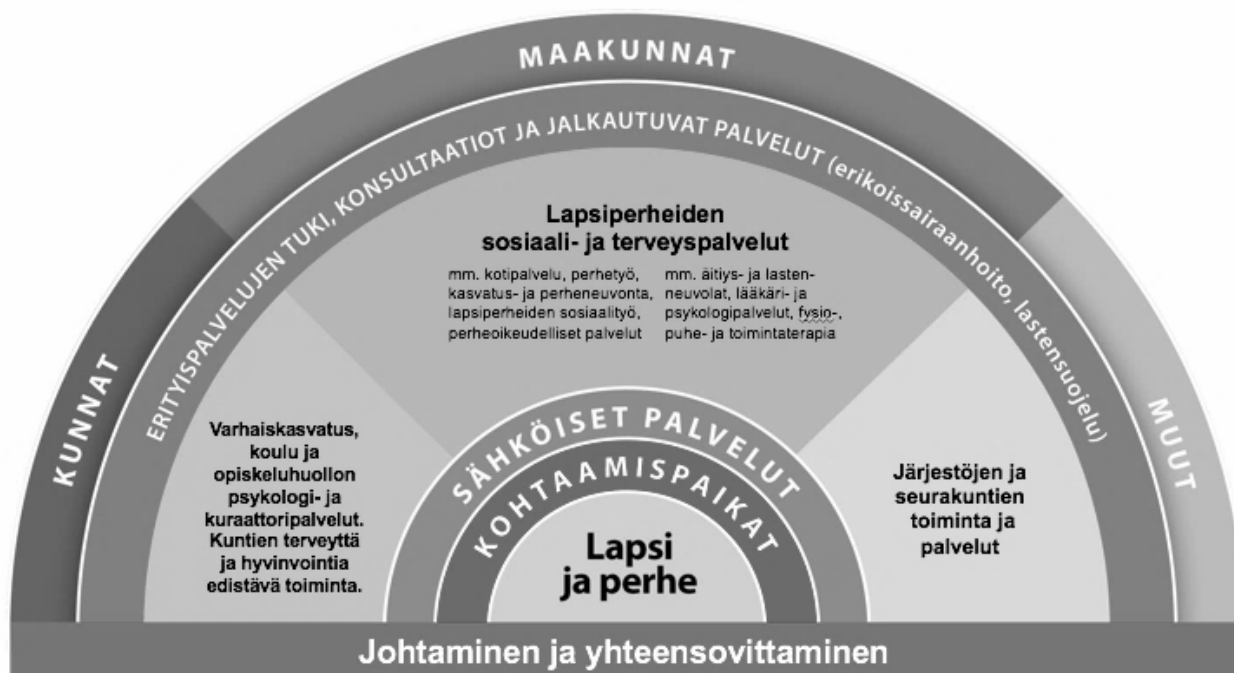 MAAKUNNAT
KUNNAT
MUUT
ERITYISPALVELUJEN TUKI, KONSULTAATIOT JA JALKAUTUVAT PALVELUT (erikoissairaanhoito, lastensuojelu)
Lapsiperheiden
sosiaali- ja terveyspalvelut
mm. kotipalvelu, perhetyö,
kasvatus- ja perheneuvonta,
lapsiperheiden sosiaalityö,
perheoikeudelliset palvelut
mm. äitiys- ja lasten-
neuvolat, lääkäri- ja
psykologipalvelut, fysio-,
puhe- ja toimintaterapia
Varhaiskasvatus,
koulu ja
opiskeluhuollon
psykologi- ja
kuraattoripalvelut.
Kuntien terveyttä
ja hyvinvointia
edistävä toiminta.
Järjestöjen ja
seurakuntien
toiminta ja
palvelut
SÄHKÖISET PALVELUT
KOHTAAMISPAIKAT
Lapsi
ja perhe
Johtaminen ja yhteensovittaminen